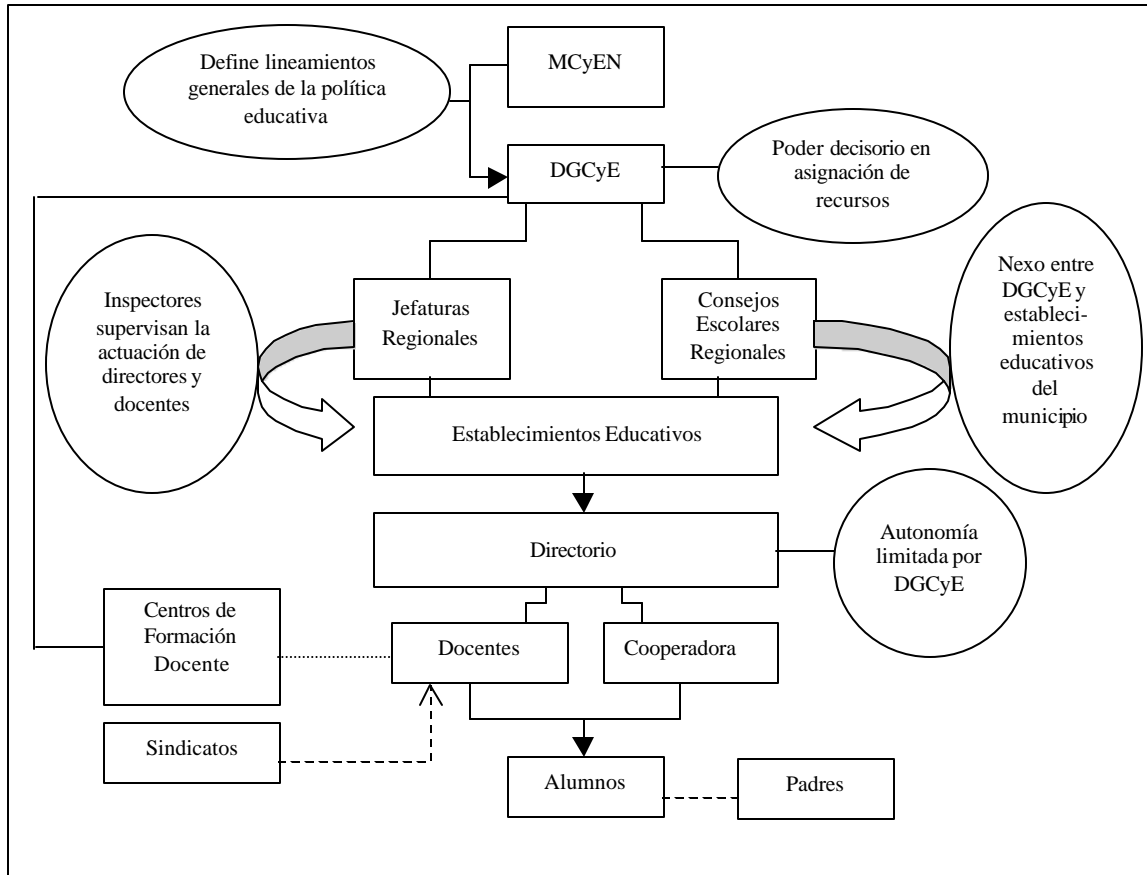 Define lineamientos
generales de la política
educativa
MCyEN
DGCyE
Poder decisorio en
asignación de
recursos
Inspectores
supervisan la
actuación de
directores y
docentes
Jefaturas
Regionales
Consejos
Escolares
Regionales
Nexo entre
DGCyE y
estableci-
mientos
educativos
del
municipio
Establecimientos Educativos
Directorio
Autonomía
limitada por
DGCyE
Centros de
Formación
Docente
Docentes
Cooperadora
Sindicatos
Alumnos
Padres